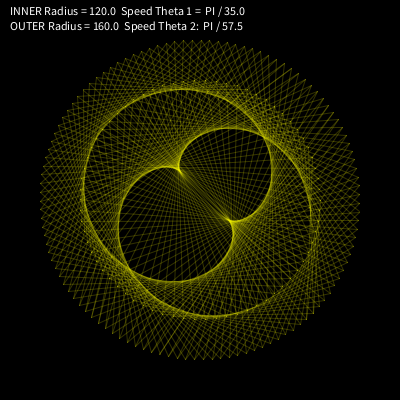 INNER Radius = 120.0  Speed Theta 1 = PI / 35.0
OUTER Radius = 160.0  Speed Theta 2: PI / 57.5